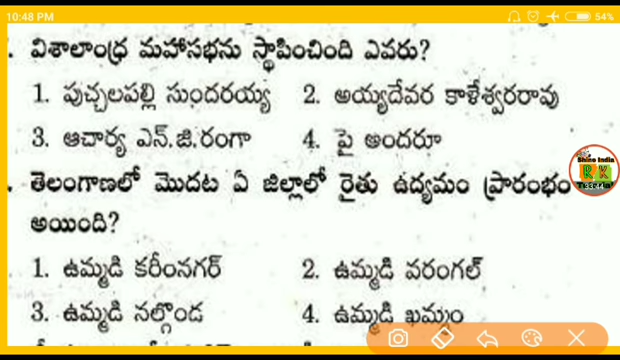 10:48 PM
54%
. విశాలాంధ్ర మహాసభను స్థాపించింది ఎవరు?
1. పుచ్చలపల్లి సుందరయ్య 2. అయ్యదేవర కాళేశ్వరరావు
3. ఆచార్య ఎన్.జి.రంగా 4. పై అందరూ
Shine India
RK
. తెలంగాణలో మొదట ఏ జిల్లాలో రైతు ఉద్యమం ప్రారంభం
అయింది?
1. ఉమ్మడి కరీంనగర్ 2. ఉమ్మడి వరంగల్
3. ఉమ్మడి నల్గొండ 4. ఉమ్మడి ఖమ్మం